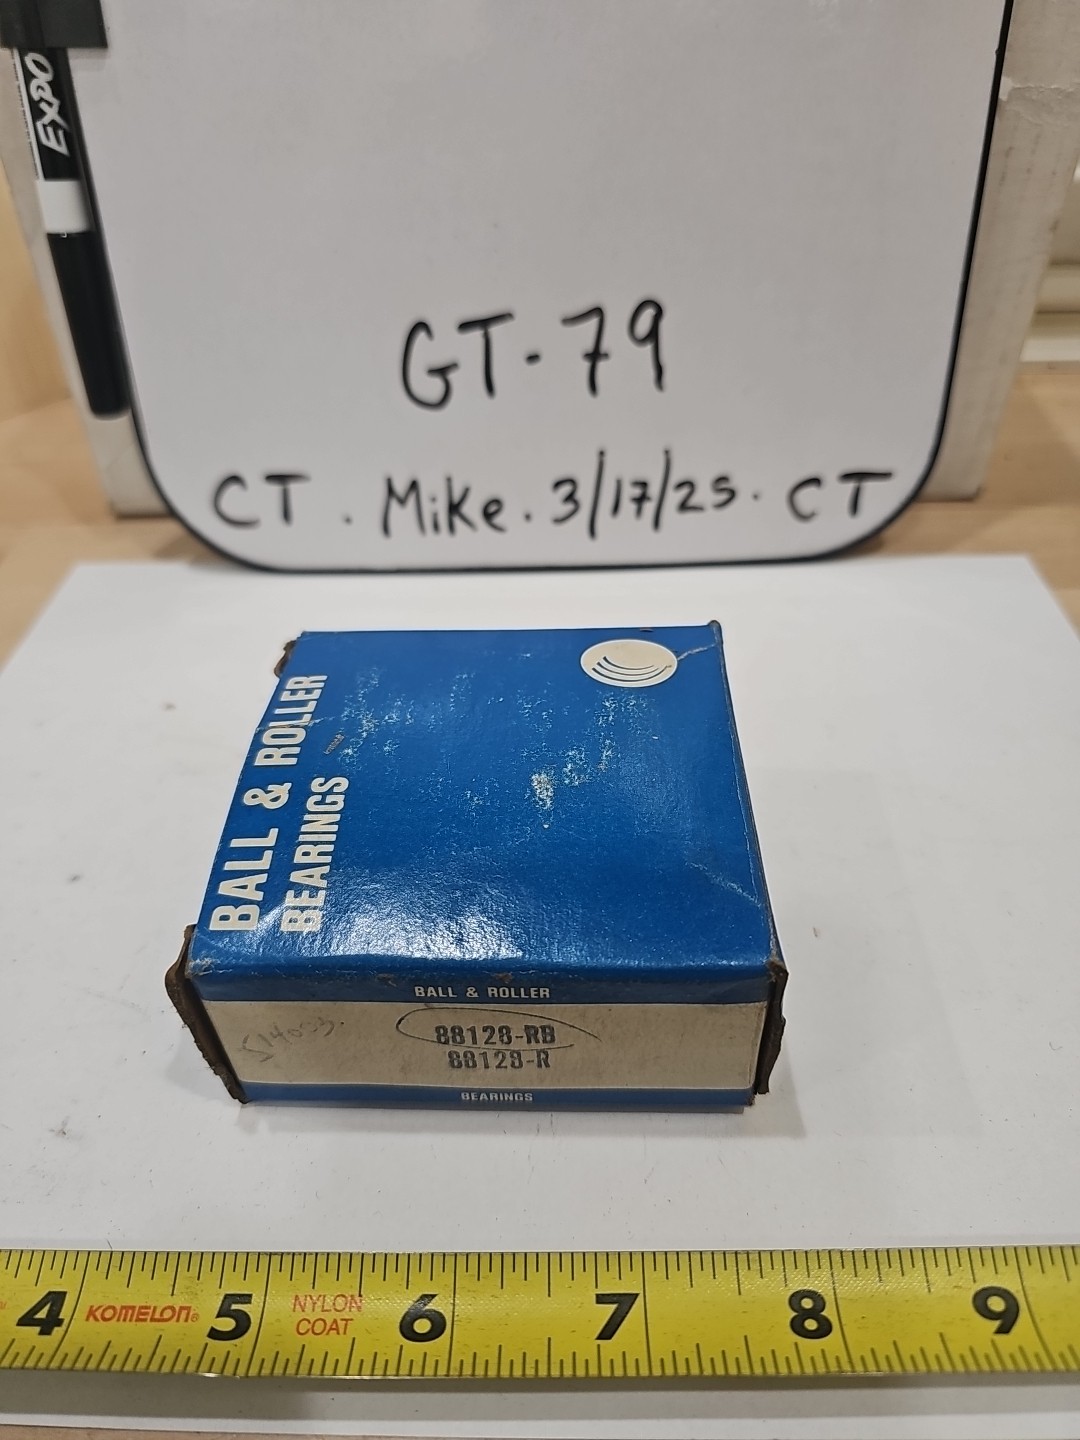 EXPO
GT-79
CT . Mike . 3/17/25 . CT
BALL & ROLLER
BEARINGS
BALL & ROLLER
514003
88128-RB
88128-R
BEARINGS
4 KOMELON® 5 NYLON COAT 6 7 8 9